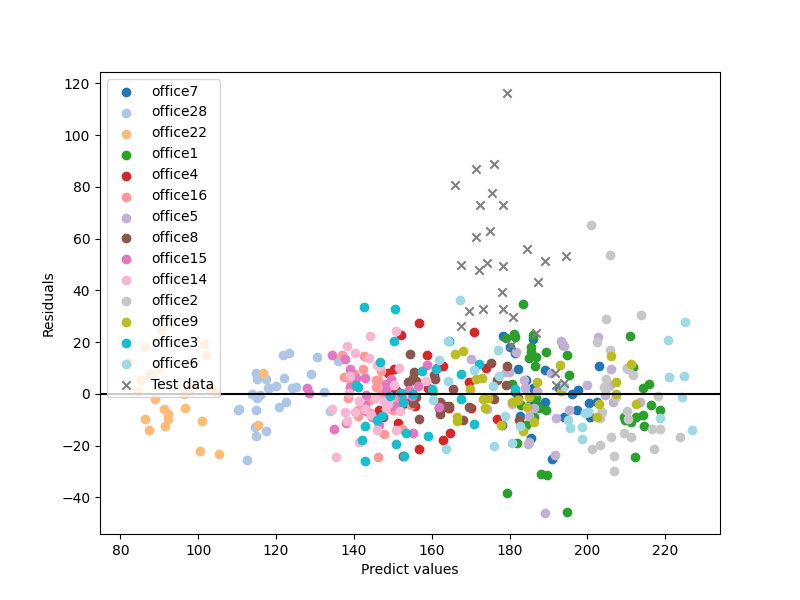 120
100
80
60
40
20
0
−20
−40
Residuals
office7
office28
office22
office1
office4
office16
office5
office8
office15
office14
office2
office9
office3
office6
Test data
80
100
120
140
160
180
200
220
Predict values